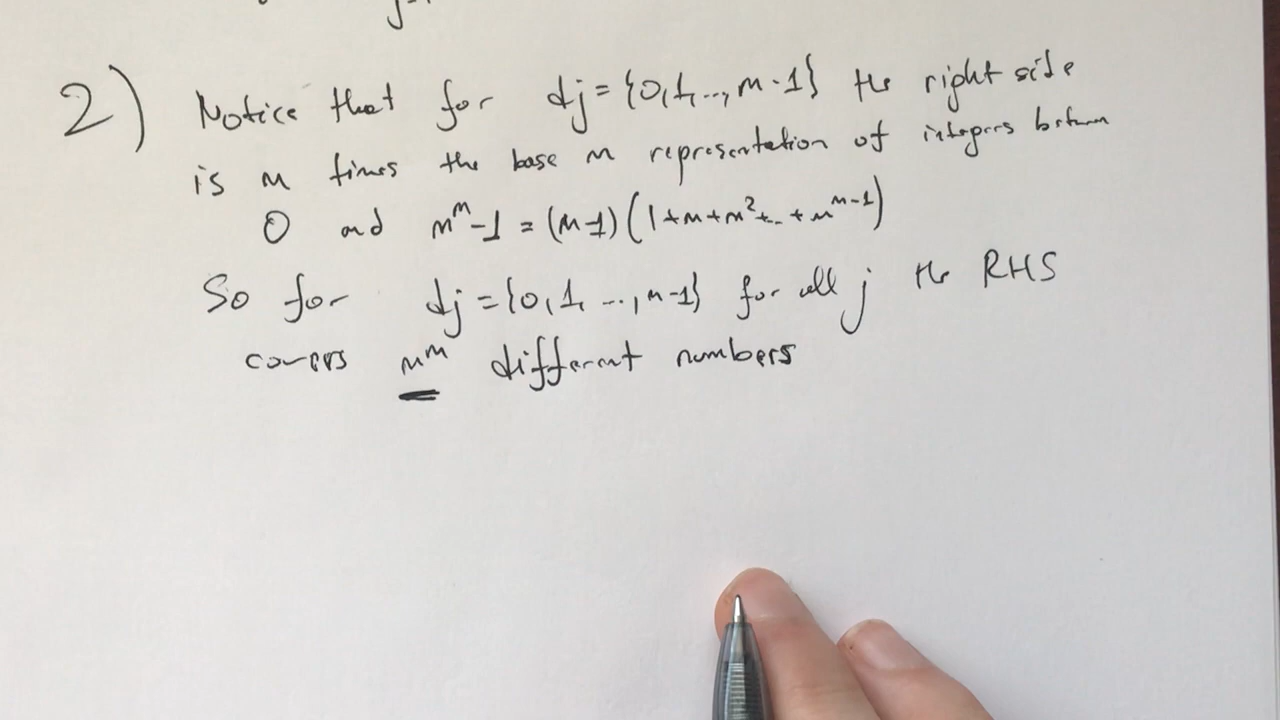 2) Notice that for dj = {0, 1, .., m-1} the right side
is m times the base m representation of integers between
0 and m^m-1 = (m-1)(1+m+m^2+..+m^{m-1})
So for dj = {0, 1, ..., m-1} for all j the RHS
covers m^m different numbers